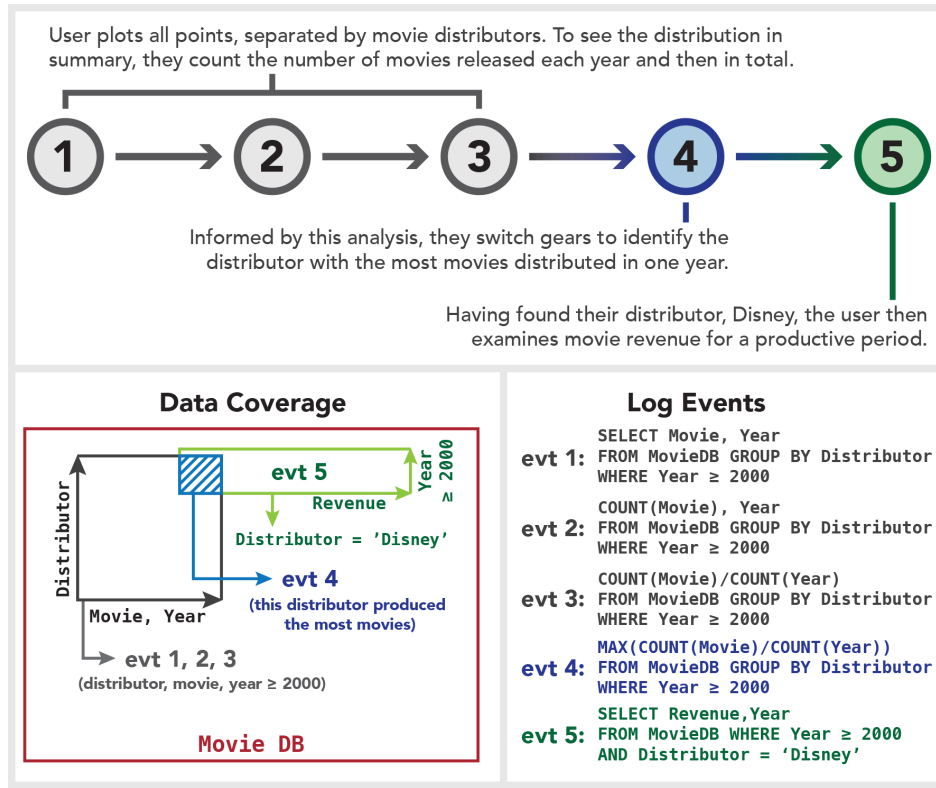 User plots all points, separated by movie distributors. To see the distribution in
summary, they count the number of movies released each year and then in total.
1
2
3
4
5
Informed by this analysis, they switch gears to identify the
distributor with the most movies distributed in one year.
Having found their distributor, Disney, the user then
examines movie revenue for a productive period.
Data Coverage
Distributor
Movie, Year
evt 5
Revenue
Year
≥ 2000
Distributor = ’Disney’
evt 4
(this distributor produced
the most movies)
evt 1, 2, 3
(distributor, movie, year ≥ 2000)
Movie DB
Log Events
evt 1:
SELECT Movie, Year
FROM MovieDB GROUP BY Distributor
WHERE Year ≥ 2000
evt 2:
COUNT(Movie), Year
FROM MovieDB GROUP BY Distributor
WHERE Year ≥ 2000
evt 3:
COUNT(Movie)/COUNT(Year)
FROM MovieDB GROUP BY Distributor
WHERE Year ≥ 2000
evt 4:
MAX(COUNT(Movie)/COUNT(Year))
FROM MovieDB GROUP BY Distributor
WHERE Year ≥ 2000
evt 5:
SELECT Revenue,Year
FROM MovieDB WHERE Year ≥ 2000
AND Distributor = ‘Disney’